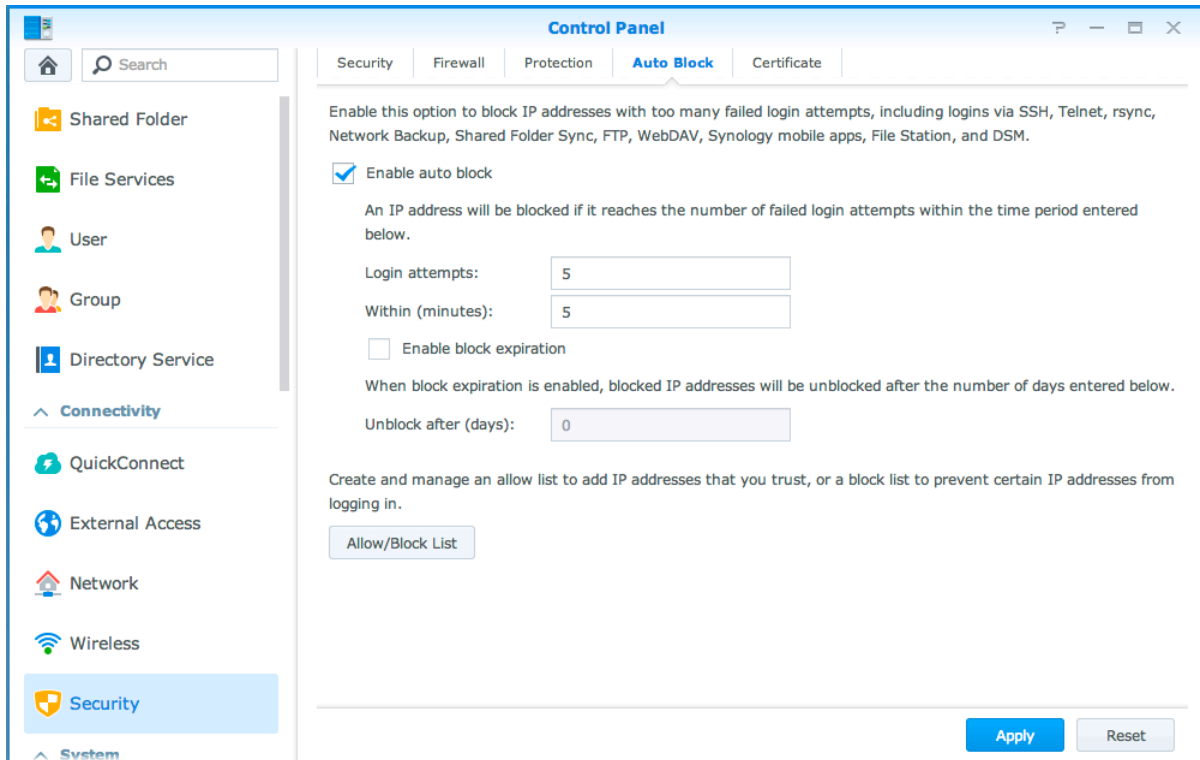 Control Panel
Search
Shared Folder
File Services
User
Group
Directory Service
Connectivity
QuickConnect
External Access
Network
Wireless
Security
System
Security
Firewall
Protection
Auto Block
Certificate
Enable this option to block IP addresses with too many failed login attempts, including logins via SSH, Telnet, rsync,
Network Backup, Shared Folder Sync, FTP, WebDAV, Synology mobile apps, File Station, and DSM.
Enable auto block
An IP address will be blocked if it reaches the number of failed login attempts within the time period entered
below.
Login attempts: 5
Within (minutes): 5
Enable block expiration
When block expiration is enabled, blocked IP addresses will be unblocked after the number of days entered below.
Unblock after (days): 0
Create and manage an allow list to add IP addresses that you trust, or a block list to prevent certain IP addresses from
logging in.
Allow/Block List
Apply
Reset